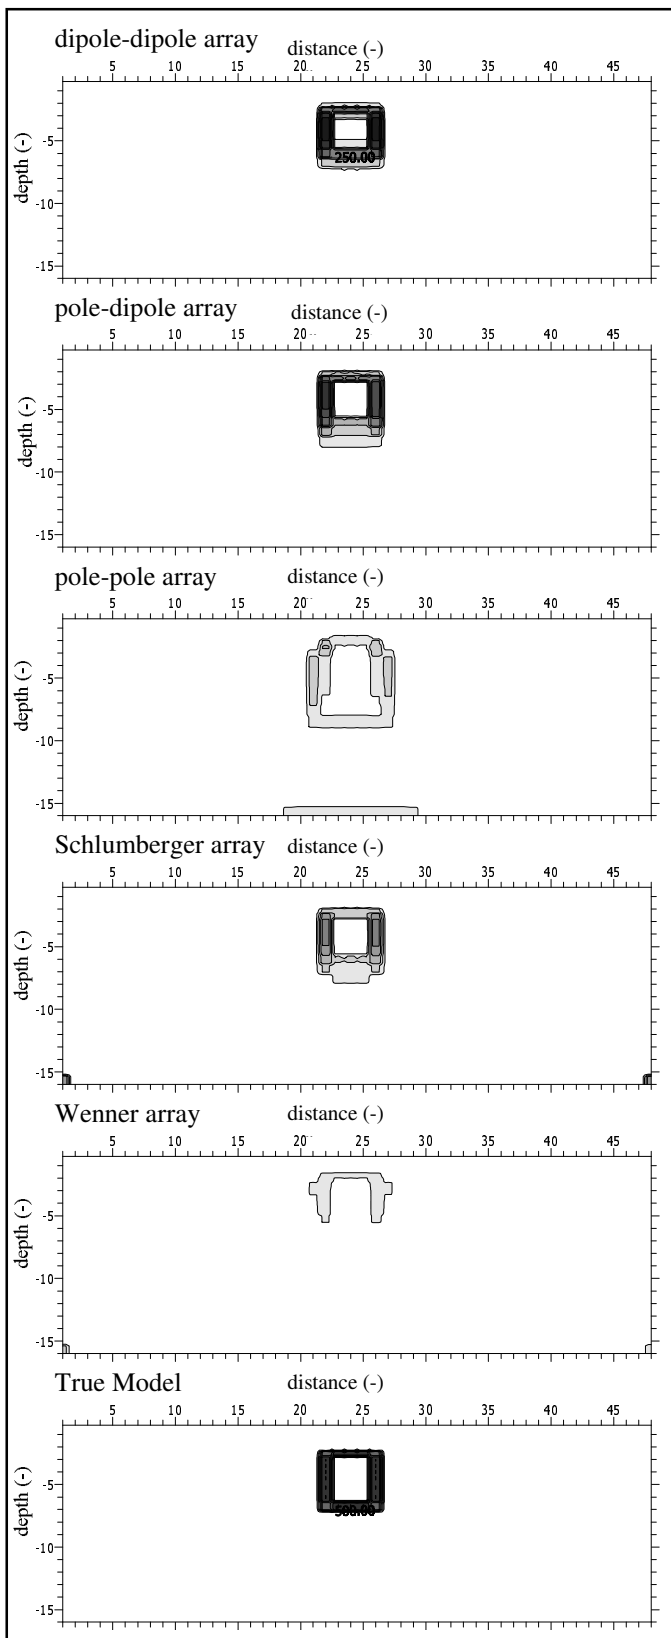 dipole-dipole array distance (-)
5 10 15 20 25 30 35 40 45
depth (-)
-5
250.00
-10
-15
pole-dipole array distance (-)
5 10 15 20 25 30 35 40 45
depth (-)
-5
-10
-15
pole-pole array distance (-)
5 10 15 20 25 30 35 40 45
depth (-)
-5
-10
-15
Schlumberger array distance (-)
5 10 15 20 25 30 35 40 45
depth (-)
-5
-10
-15
Wenner array distance (-)
5 10 15 20 25 30 35 40 45
depth (-)
-5
-10
-15
True Model distance (-)
5 10 15 20 25 30 35 40 45
depth (-)
-5
500.00
-10
-15